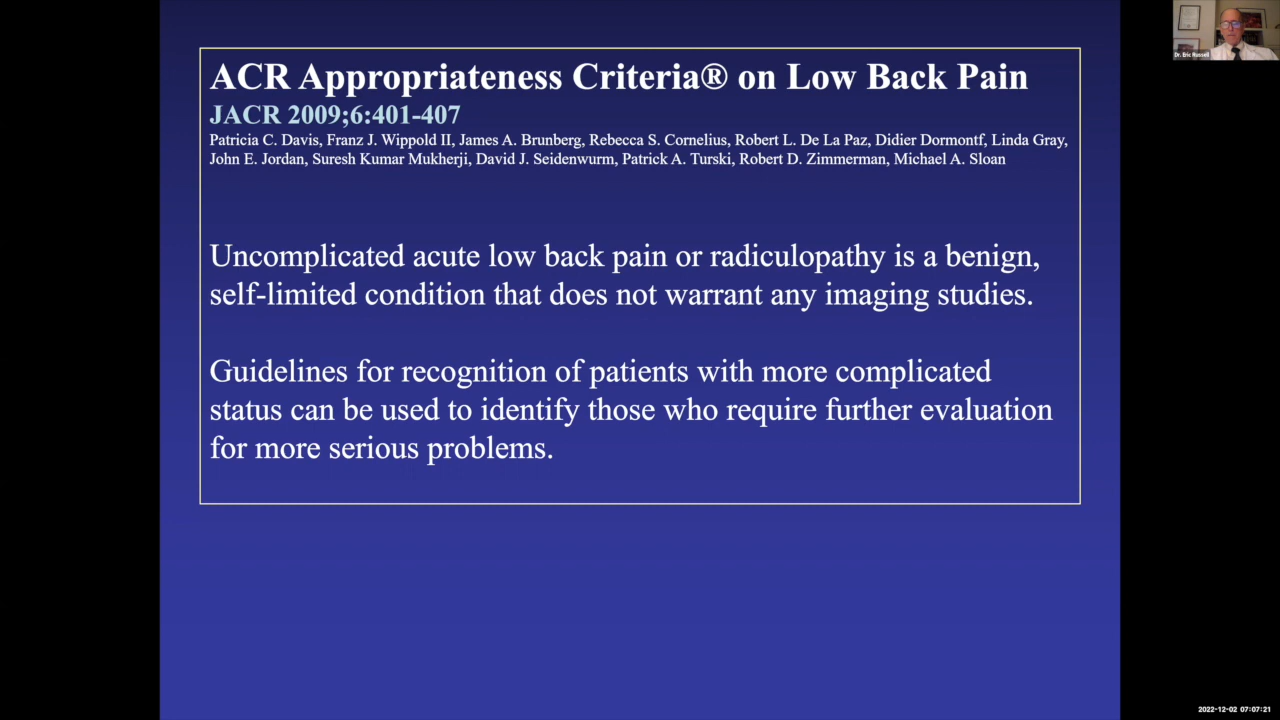 ACR Appropriateness Criteria® on Low Back Pain
JACR 2009;6:401-407
Patricia C. Davis, Franz J. Wippold II, James A. Brunberg, Rebecca S. Cornelius, Robert L. De La Paz, Didier Dormontf, Linda Gray,
John E. Jordan, Suresh Kumar Mukherji, David J. Seidenwurm, Patrick A. Turski, Robert D. Zimmerman, Michael A. Sloan
Uncomplicated acute low back pain or radiculopathy is a benign,
self-limited condition that does not warrant any imaging studies.
Guidelines for recognition of patients with more complicated
status can be used to identify those who require further evaluation
for more serious problems.
Dr. Eric Russell
2022-12-02 07:07:21